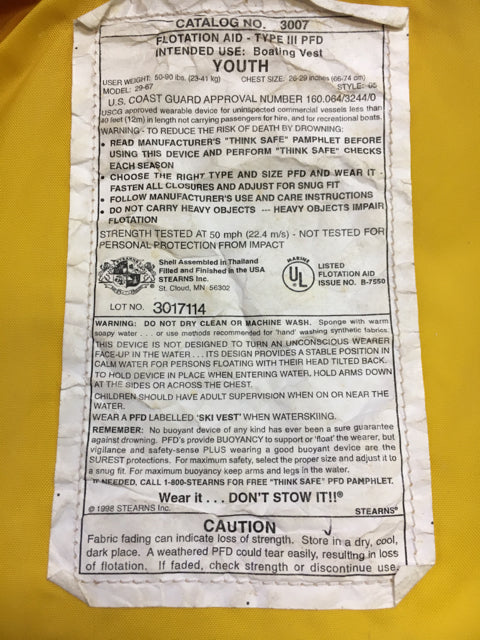 CATALOG NO. 3007
FLOTATION AID - TYPE III PFD
INTENDED USE: Boating Vest
YOUTH
USER WEIGHT: 50-90 lbs. (23-41 kg) CHEST SIZE: 26-29 inches (66-74 cm)
MODEL: 29-67 STYLE: 05
U.S. COAST GUARD APPROVAL NUMBER 160.064/3244/0
USCG approved wearable device for uninspected commercial vessels less than
40 feet (12m) in length not carrying passengers for hire, and for recreational boats.
WARNING - TO REDUCE THE RISK OF DEATH BY DROWNING:
• READ MANUFACTURER'S "THINK SAFE" PAMPHLET BEFORE
USING THIS DEVICE AND PERFORM "THINK SAFE" CHECKS
EACH SEASON
• CHOOSE THE RIGHT TYPE AND SIZE PFD AND WEAR IT -
FASTEN ALL CLOSURES AND ADJUST FOR SNUG FIT
• FOLLOW MANUFACTURER'S USE AND CARE INSTRUCTIONS
• DO NOT CARRY HEAVY OBJECTS --- HEAVY OBJECTS IMPAIR
FLOTATION
STRENGTH TESTED AT 50 mph (22.4 m/s) - NOT TESTED FOR
PERSONAL PROTECTION FROM IMPACT
Shell Assembled in Thailand
Filled and Finished in the USA
STEARNS Inc.
St. Cloud, MN 56302
MARINE
UL
LISTED
FLOTATION AID
ISSUE NO. B-7550
LOT NO. 3017114
WARNING: DO NOT DRY CLEAN OR MACHINE WASH. Sponge with warm
soapy water . . . or use methods recommended for 'hand' washing synthetic fabrics.
THIS DEVICE IS NOT DESIGNED TO TURN AN UNCONSCIOUS WEARER
FACE-UP IN THE WATER . . . ITS DESIGN PROVIDES A STABLE POSITION IN
CALM WATER FOR PERSONS FLOATING WITH THEIR HEAD TILTED BACK.
TO HOLD DEVICE IN PLACE WHEN ENTERING WATER, HOLD ARMS DOWN
AT THE SIDES OR ACROSS THE CHEST.
CHILDREN SHOULD HAVE ADULT SUPERVISION WHEN ON OR NEAR THE
WATER.
WEAR A PFD LABELLED 'SKI VEST' WHEN WATERSKIING.
REMEMBER: No buoyant device of any kind has ever been a sure guarantee
against drowning. PFD's provide BUOYANCY to support or 'float' the wearer, but
vigilance and safety-sense PLUS wearing a good buoyant device are the
SUREST protections. For maximum safety, select the proper size and adjust it to
a snug fit. For maximum buoyancy keep arms and legs in the water.
IF NEEDED, CALL 1-800-STEARNS FOR FREE "THINK SAFE" PFD PAMPHLET.
Wear it . . . DON'T STOW IT!!®
© 1998 STEARNS Inc. STEARNS®
CAUTION
Fabric fading can indicate loss of strength. Store in a dry, cool,
dark place. A weathered PFD could tear easily, resulting in loss
of flotation. If faded, check strength or discontinue use.